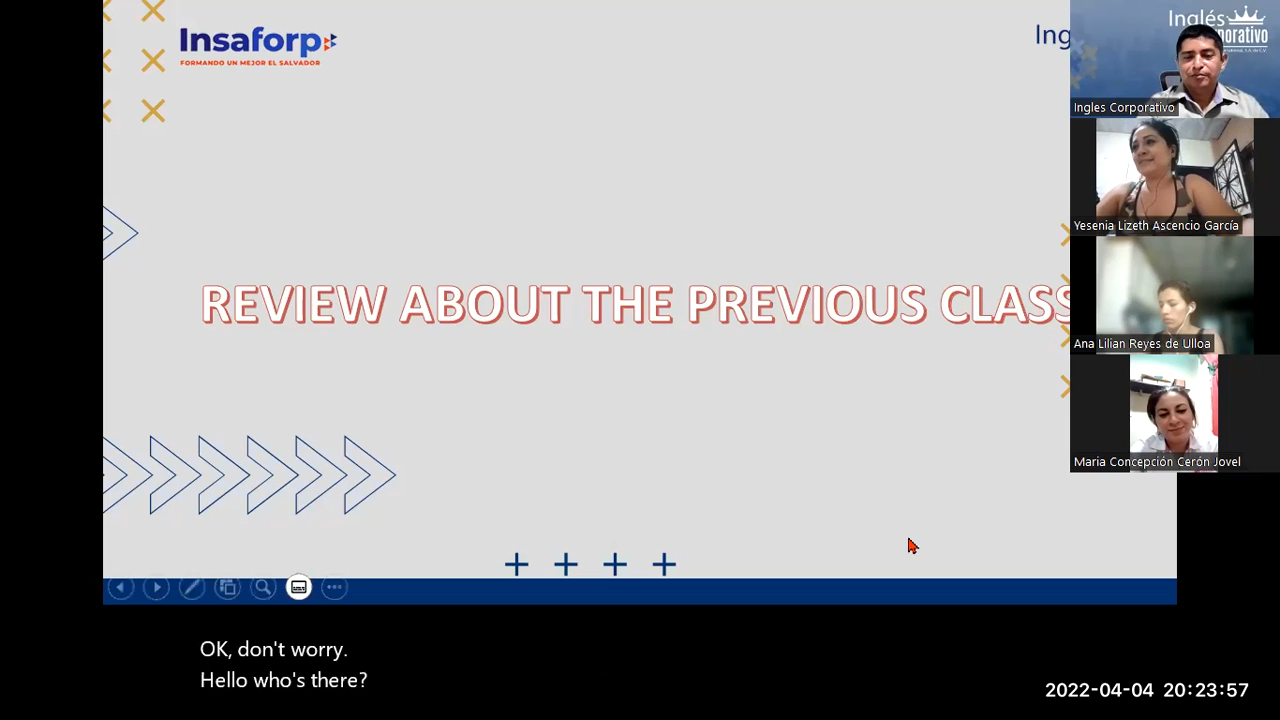 Insaforp
FORMANDO UN MEJOR EL SALVADOR
Ing
Inglés
Ingles Corporativo
Yesenia Lizeth Ascencio García
REVIEW ABOUT THE PREVIOUS CLASS
Ana Lilian Reyes de Ulloa
Maria Concepción Cerón Jovel
OK, don't worry.
Hello who's there?
2022-04-04 20:23:57